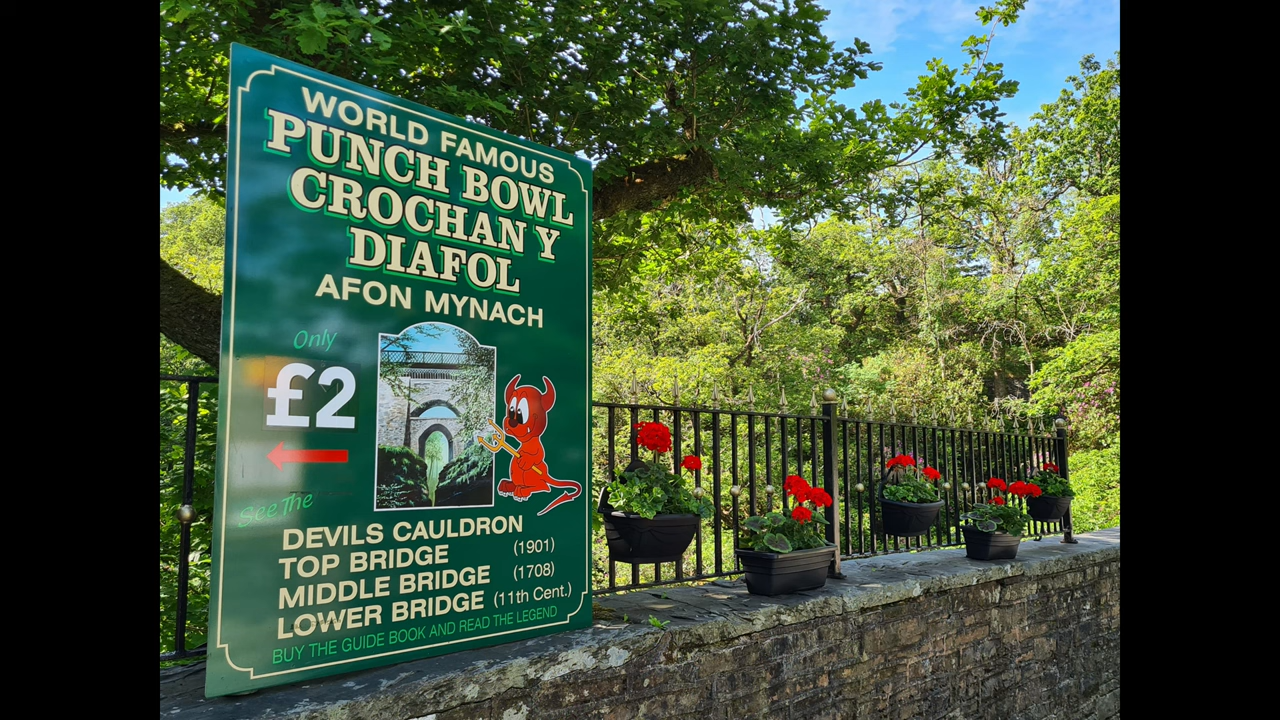 WORLD FAMOUS
PUNCH BOWL
CROCHAN Y
DIAFOL
AFON MYNACH
Only
£2
See The
DEVILS CAULDRON
TOP BRIDGE (1901)
MIDDLE BRIDGE (1708)
LOWER BRIDGE (11th Cent.)
BUY THE GUIDE BOOK AND READ THE LEGEND